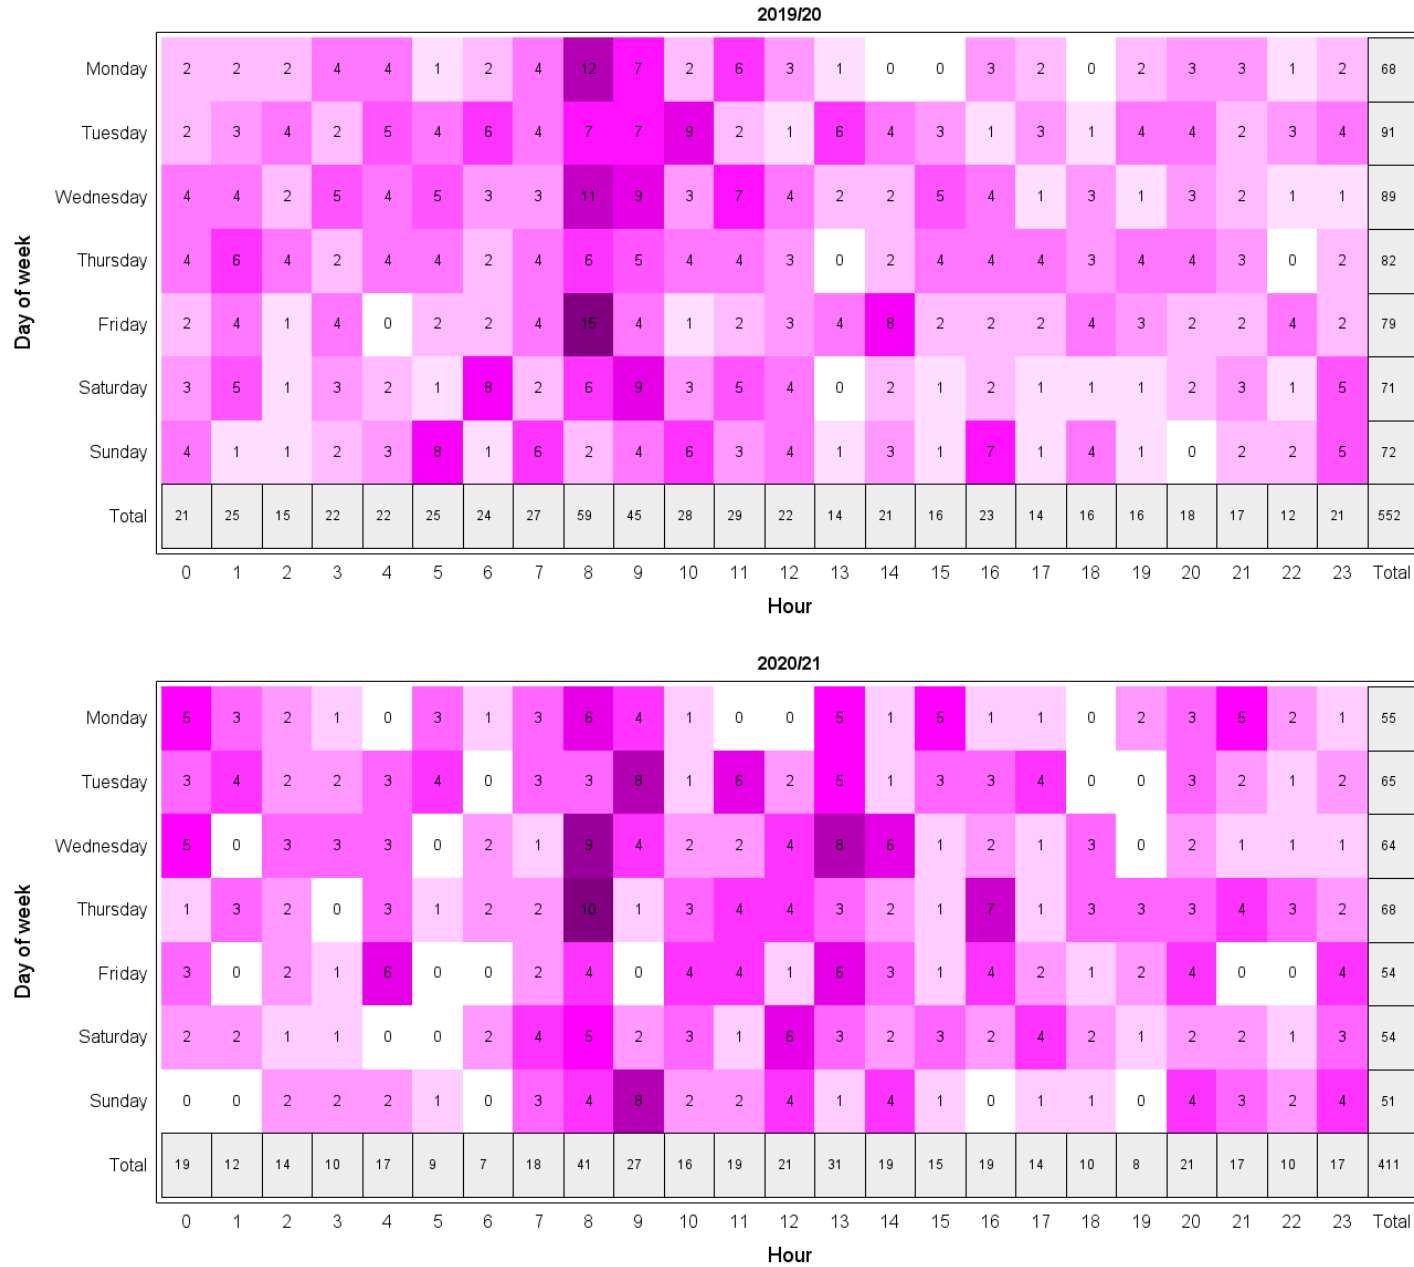 2019/20
Day of week
Monday 2 2 2 4 4 1 2 4 12 7 2 6 3 1 0 0 3 2 0 2 3 3 1 2 68
Tuesday 2 3 4 2 5 4 6 4 7 7 9 2 1 6 4 3 1 3 1 4 4 2 3 4 91
Wednesday 4 4 2 5 4 5 3 3 11 9 3 7 4 2 2 5 4 1 3 1 3 2 1 1 89
Thursday 4 6 4 2 4 4 2 4 6 5 4 4 3 0 2 4 4 4 3 4 4 3 0 2 82
Friday 2 4 1 4 0 2 2 4 15 4 1 2 3 4 8 2 2 2 4 3 2 2 4 2 79
Saturday 3 5 1 3 2 1 8 2 6 9 3 5 4 0 2 1 2 1 1 1 2 3 1 5 71
Sunday 4 1 1 2 3 8 1 6 2 4 6 3 4 1 3 1 7 1 4 1 0 2 2 5 72
Total 21 25 15 22 22 25 24 27 59 45 28 29 22 14 21 16 23 14 16 16 18 17 12 21 552
0 1 2 3 4 5 6 7 8 9 10 11 12 13 14 15 16 17 18 19 20 21 22 23 Total
Hour
2020/21
Day of week
Monday 5 3 2 1 0 3 1 3 6 4 1 0 0 5 1 5 1 1 0 2 3 5 2 1 55
Tuesday 3 4 2 2 3 4 0 3 3 8 1 6 2 5 1 3 3 4 0 0 3 2 1 2 65
Wednesday 5 0 3 3 3 0 2 1 9 4 2 2 4 8 6 1 2 1 3 0 2 1 1 1 64
Thursday 1 3 2 0 3 1 2 2 10 1 3 4 4 3 2 1 7 1 3 3 3 4 3 2 68
Friday 3 0 2 1 6 0 0 2 4 0 4 4 1 6 3 1 4 2 1 2 4 0 0 4 54
Saturday 2 2 1 1 0 0 2 4 5 2 3 1 6 3 2 3 2 4 2 1 2 2 1 3 54
Sunday 0 0 2 2 2 1 0 3 4 8 2 2 4 1 4 1 0 1 1 0 4 3 2 4 51
Total 19 12 14 10 17 9 7 18 41 27 16 19 21 31 19 15 19 14 10 8 21 17 10 17 411
0 1 2 3 4 5 6 7 8 9 10 11 12 13 14 15 16 17 18 19 20 21 22 23 Total
Hour